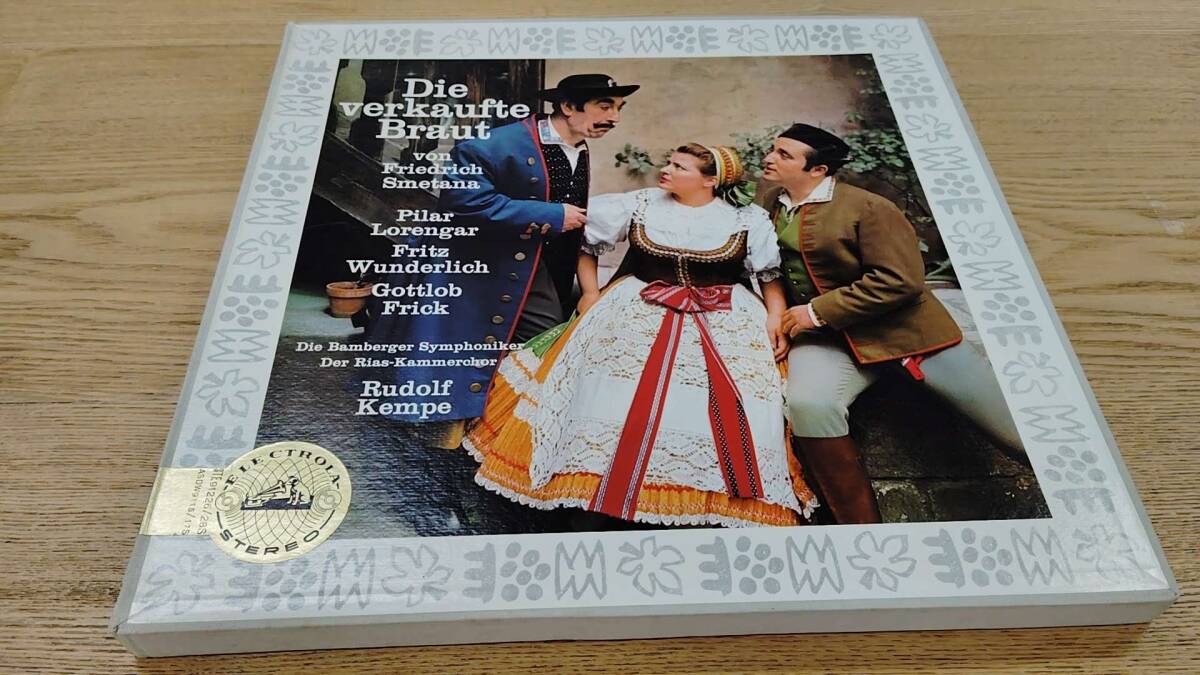 Die
verkaufte
Braut
von
Friedrich
Smetana
Pilar
Lorengar
Fritz
Wunderlich
Gottlob
Frick
Die Bamberger Symphoniker
Der Rias-Kammerchor
Rudolf
Kempe
ELECTROLA
STEREO